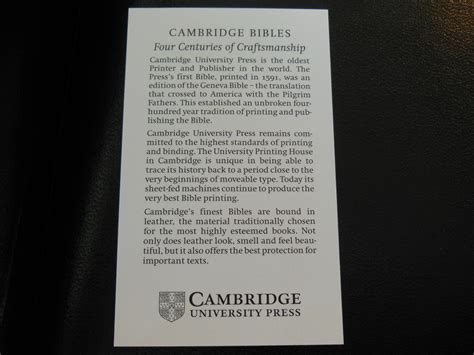 CAMBRIDGE BIBLES
Four Centuries of Craftsmanship
Cambridge University Press is the oldest
Printer and Publisher in the world. The
Press's first Bible, printed in 1591, was an
edition of the Geneva Bible - the translation
that crossed to America with the Pilgrim
Fathers. This established an unbroken four-
hundred year tradition of printing and pub-
lishing the Bible.
Cambridge University Press remains com-
mitted to the highest standards of printing
and binding. The University Printing House
in Cambridge is unique in being able to
trace its history back to a period close to the
very beginnings of moveable type. Today its
sheet-fed machines continue to produce the
very best Bible printing.
Cambridge's finest Bibles are bound in
leather, the material traditionally chosen
for the most highly esteemed books. Not
only does leather look, smell and feel beau-
tiful, but it also offers the best protection for
important texts.
CAMBRIDGE
UNIVERSITY PRESS